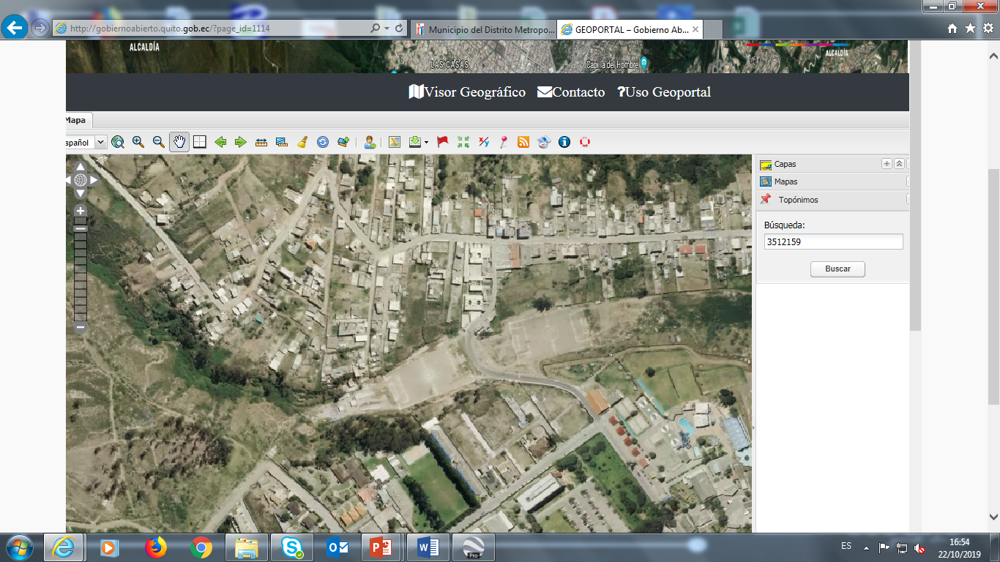 http://gobiernoabierto.quito.gob.ec/?page_id=1114
Municipio del Distrito Metropo...
GEOPORTAL – Gobierno Ab...
ALCALDÍA
LAS CASAS
Capilla del Hombre
ALCALDÍA
Visor Geográfico
Contacto
?Uso Geoportal
Mapa
spañol
x/y
Capas
Mapas
Topónimos
Búsqueda:
3512159
Buscar
Pro
ES
16:54
22/10/2019